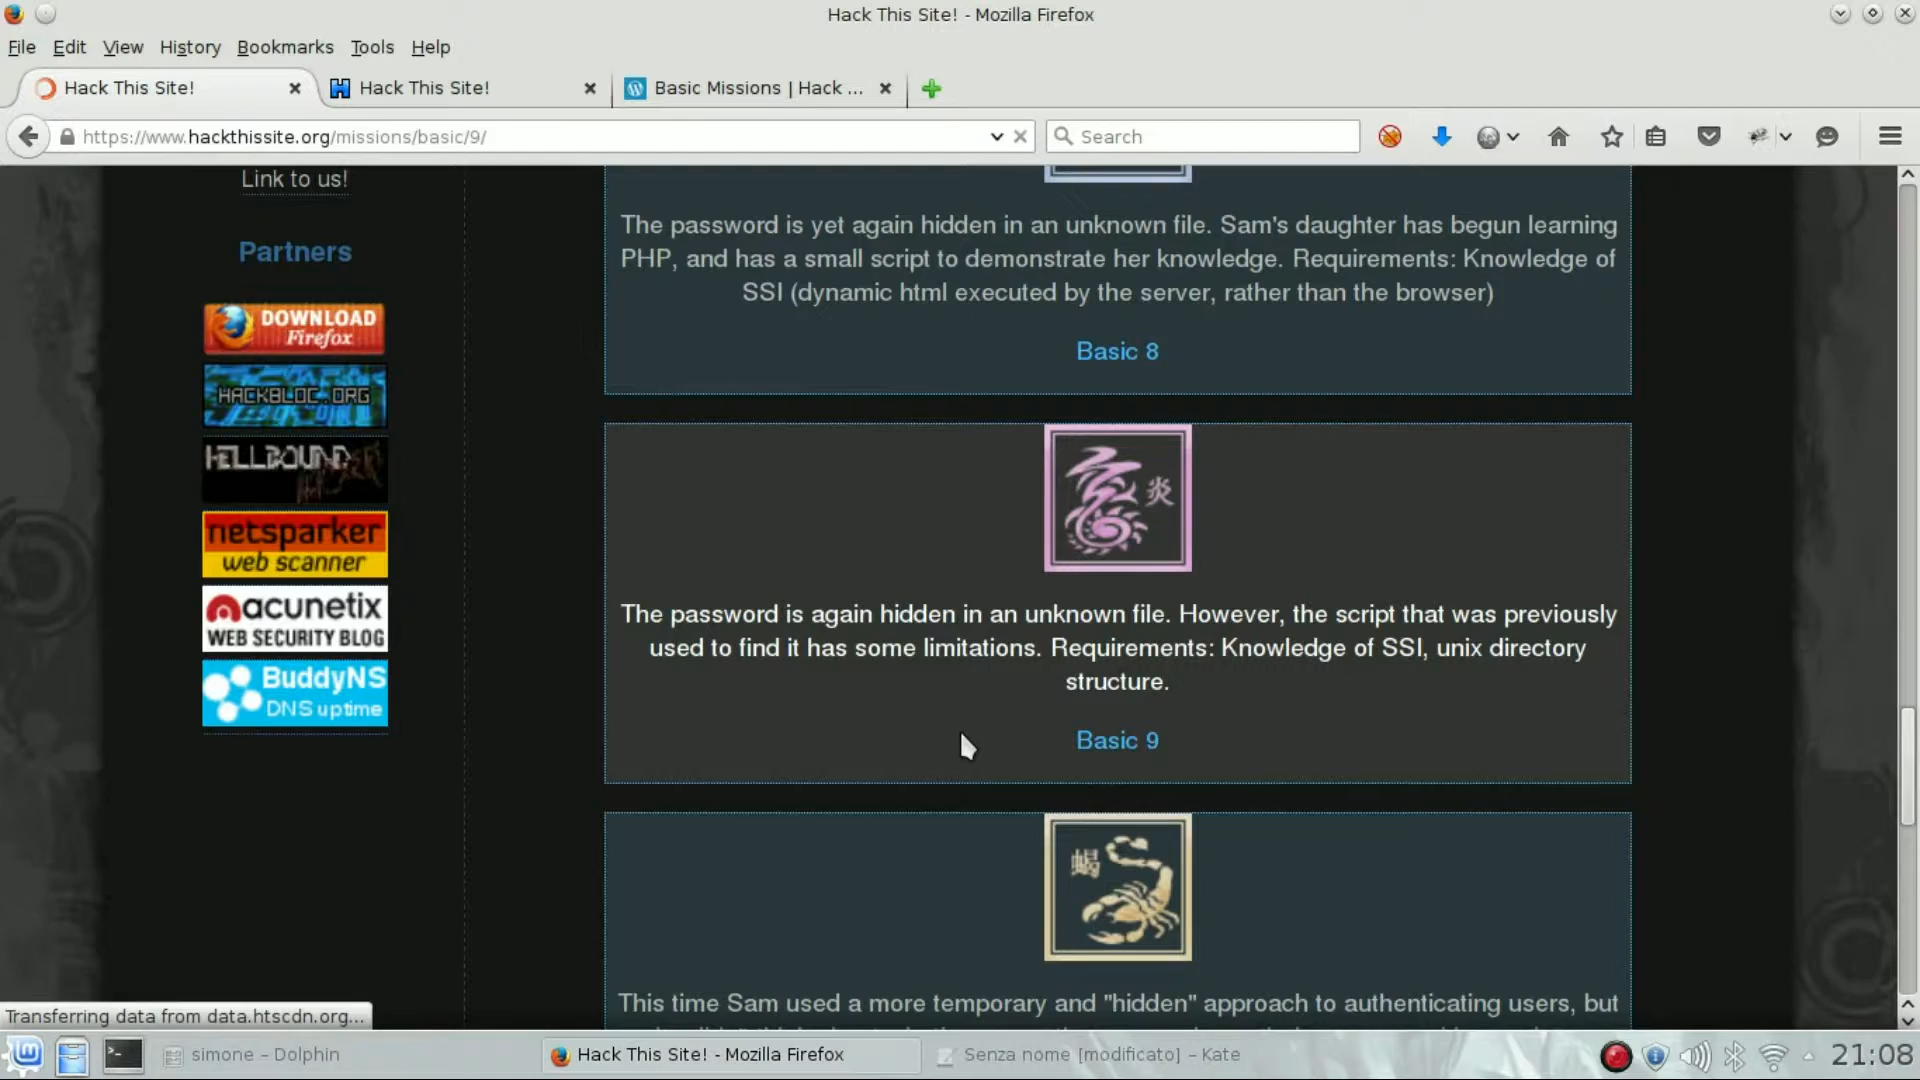 Hack This Site! - Mozilla Firefox
File Edit View History Bookmarks Tools Help
Hack This Site!
Hack This Site!
Basic Missions | Hack ...
https://www.hackthissite.org/missions/basic/9/
Search
Link to us!
Partners
DOWNLOAD
Firefox
HACKBLOC.ORG
HELLBOUND
netsparker
web scanner
acunetix
WEB SECURITY BLOG
BuddyNS
DNS uptime
The password is yet again hidden in an unknown file. Sam's daughter has begun learning
PHP, and has a small script to demonstrate her knowledge. Requirements: Knowledge of
SSI (dynamic html executed by the server, rather than the browser)
Basic 8
炎
The password is again hidden in an unknown file. However, the script that was previously
used to find it has some limitations. Requirements: Knowledge of SSI, unix directory
structure.
Basic 9
蝎
This time Sam used a more temporary and "hidden" approach to authenticating users, but
Transferring data from data.htscdn.org...
simone – Dolphin
Hack This Site! - Mozilla Firefox
Senza nome [modificato] – Kate
21:08